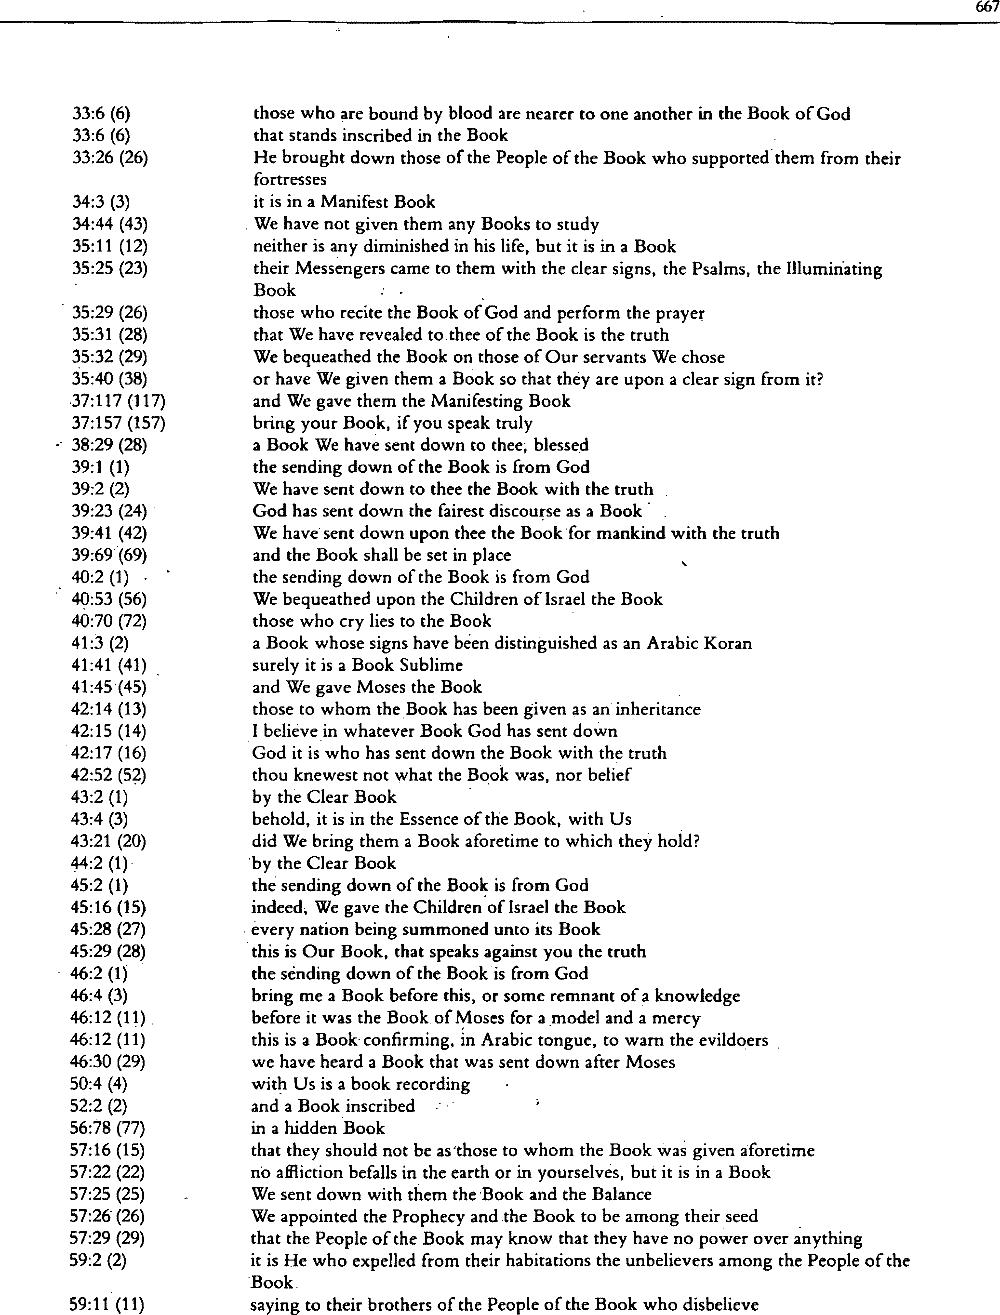 667
33:6 (6) those who are bound by blood are nearer to one another in the Book of God
33:6 (6) that stands inscribed in the Book
33:26 (26) He brought down those of the People of the Book who supported them from their
fortresses
34:3 (3) it is in a Manifest Book
34:44 (43) We have not given them any Books to study
35:11 (12) neither is any diminished in his life, but it is in a Book
35:25 (23) their Messengers came to them with the clear signs, the Psalms, the Illuminating
Book
35:29 (26) those who recite the Book of God and perform the prayer
35:31 (28) that We have revealed to thee of the Book is the truth
35:32 (29) We bequeathed the Book on those of Our servants We chose
35:40 (38) or have We given them a Book so that they are upon a clear sign from it?
37:117 (117) and We gave them the Manifesting Book
37:157 (157) bring your Book, if you speak truly
38:29 (28) a Book We have sent down to thee, blessed
39:1 (1) the sending down of the Book is from God
39:2 (2) We have sent down to thee the Book with the truth
39:23 (24) God has sent down the fairest discourse as a Book
39:41 (42) We have sent down upon thee the Book for mankind with the truth
39:69 (69) and the Book shall be set in place
40:2 (1) the sending down of the Book is from God
40:53 (56) We bequeathed upon the Children of Israel the Book
40:70 (72) those who cry lies to the Book
41:3 (2) a Book whose signs have been distinguished as an Arabic Koran
41:41 (41) surely it is a Book Sublime
41:45 (45) and We gave Moses the Book
42:14 (13) those to whom the Book has been given as an inheritance
42:15 (14) I believe in whatever Book God has sent down
42:17 (16) God it is who has sent down the Book with the truth
42:52 (52) thou knewest not what the Book was, nor belief
43:2 (1) by the Clear Book
43:4 (3) behold, it is in the Essence of the Book, with Us
43:21 (20) did We bring them a Book aforetime to which they hold?
44:2 (1) by the Clear Book
45:2 (1) the sending down of the Book is from God
45:16 (15) indeed, We gave the Children of Israel the Book
45:28 (27) every nation being summoned unto its Book
45:29 (28) this is Our Book, that speaks against you the truth
46:2 (1) the sending down of the Book is from God
46:4 (3) bring me a Book before this, or some remnant of a knowledge
46:12 (11) before it was the Book of Moses for a model and a mercy
46:12 (11) this is a Book confirming, in Arabic tongue, to warn the evildoers
46:30 (29) we have heard a Book that was sent down after Moses
50:4 (4) with Us is a book recording
52:2 (2) and a Book inscribed
56:78 (77) in a hidden Book
57:16 (15) that they should not be as those to whom the Book was given aforetime
57:22 (22) no affliction befalls in the earth or in yourselves, but it is in a Book
57:25 (25) We sent down with them the Book and the Balance
57:26 (26) We appointed the Prophecy and the Book to be among their seed
57:29 (29) that the People of the Book may know that they have no power over anything
59:2 (2) it is He who expelled from their habitations the unbelievers among the People of the
Book
59:11 (11) saying to their brothers of the People of the Book who disbelieve